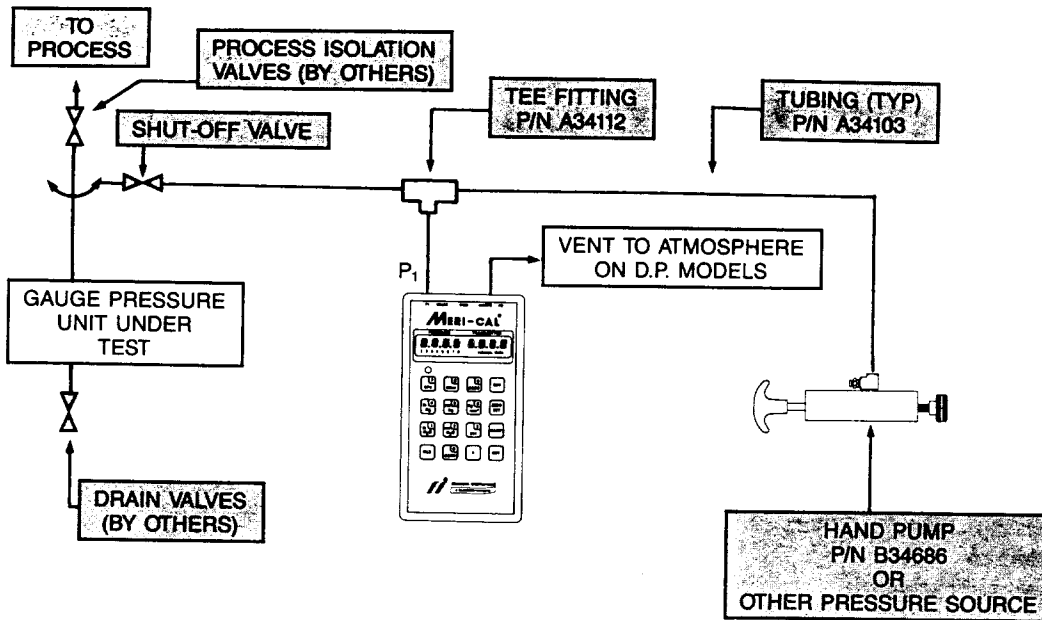 TO
PROCESS
PROCESS ISOLATION
VALVES (BY OTHERS)
SHUT-OFF VALVE
TEE FITTING
P/N A34112
TUBING (TYP)
P/N A34103
VENT TO ATMOSPHERE
ON D.P. MODELS
P₁
GAUGE PRESSURE
UNIT UNDER
TEST
MERI-CAL
DRAIN VALVES
(BY OTHERS)
HAND PUMP
P/N B34686
OR
OTHER PRESSURE SOURCE